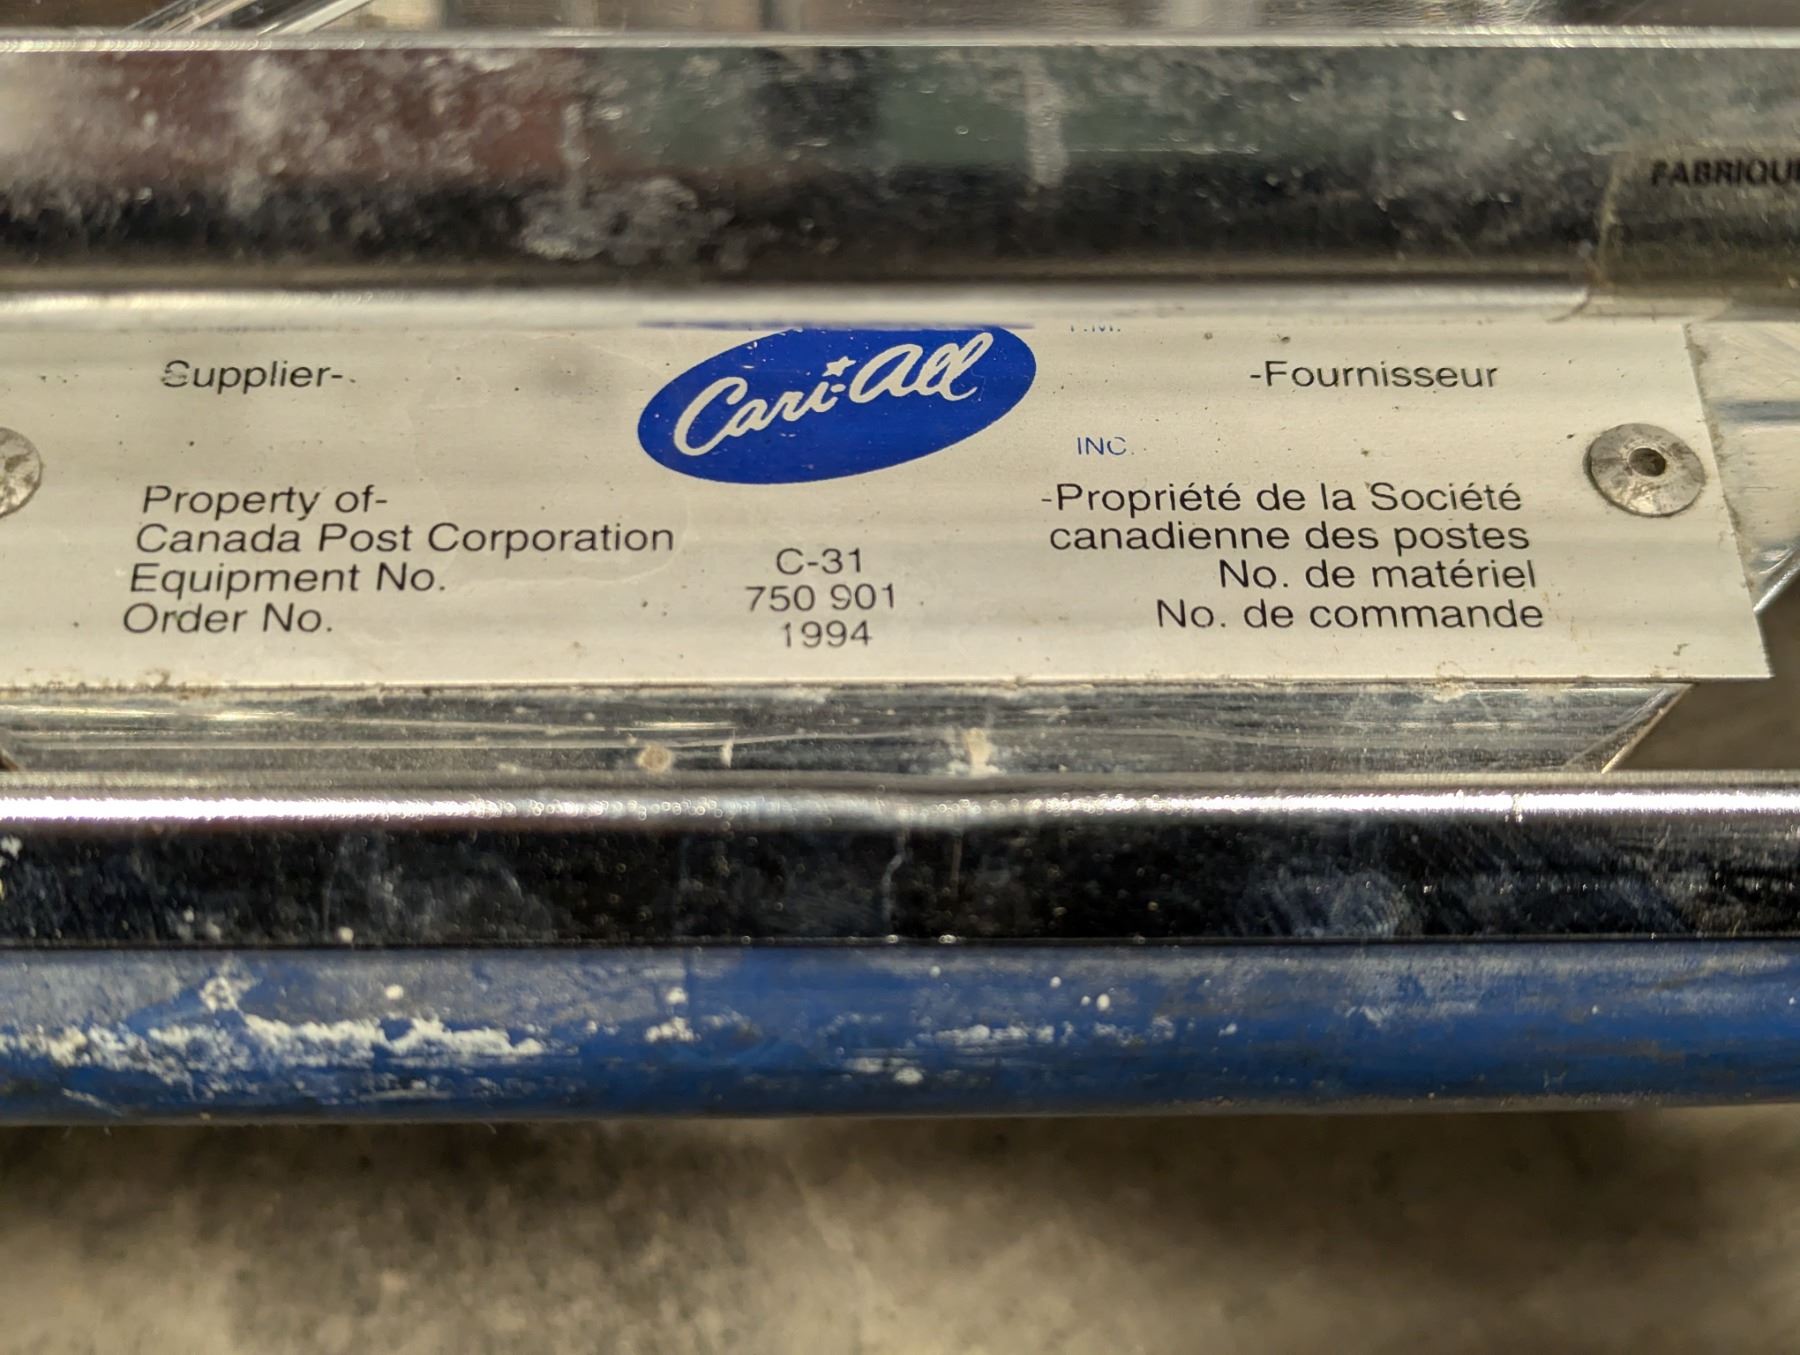 FABRIQU
Supplier-
Cari-All
T.M.
-Fournisseur
INC.
Property of-
Canada Post Corporation
Equipment No.
Order No.
C-31
750 901
1994
-Propriété de la Société
canadienne des postes
No. de matériel
No. de commande